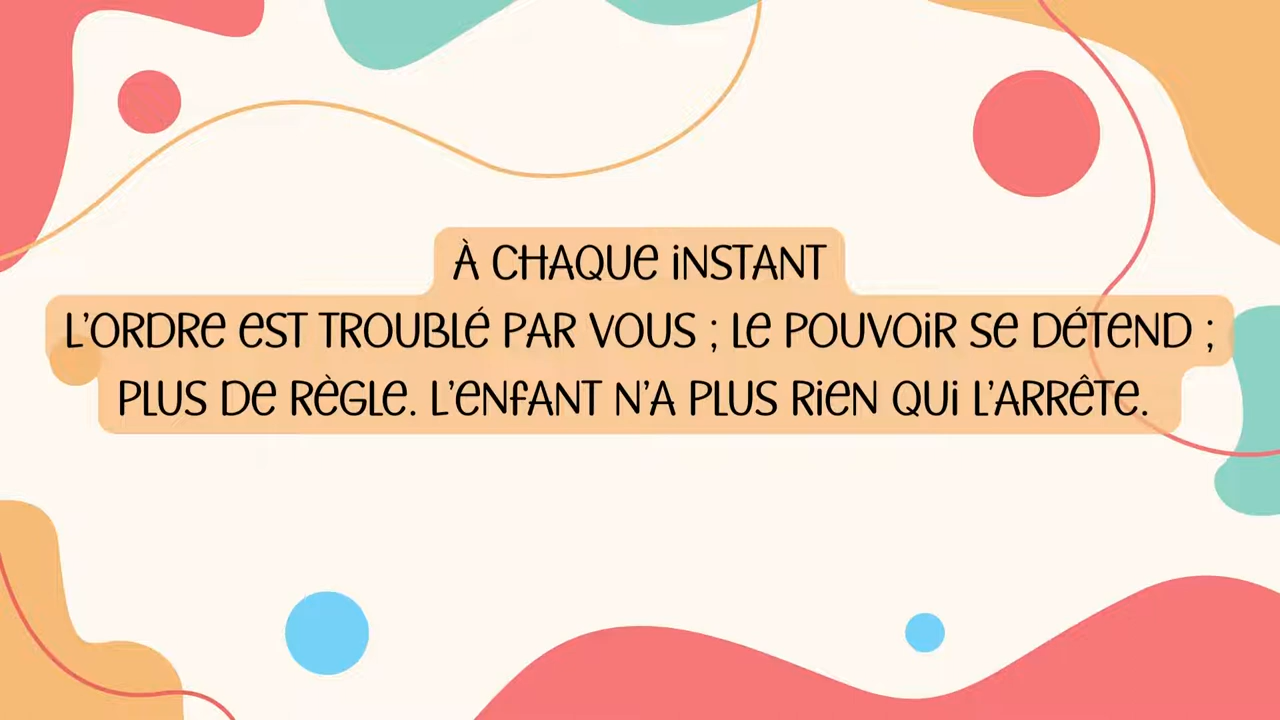 À CHAQUE INSTANT
L'ORDRE EST TROUBLÉ PAR VOUS ; LE POUVOIR SE DÉTEND ;
PLUS DE RÈGLE. L'ENFANT N'A PLUS RIEN QUI L'ARRÊTE.